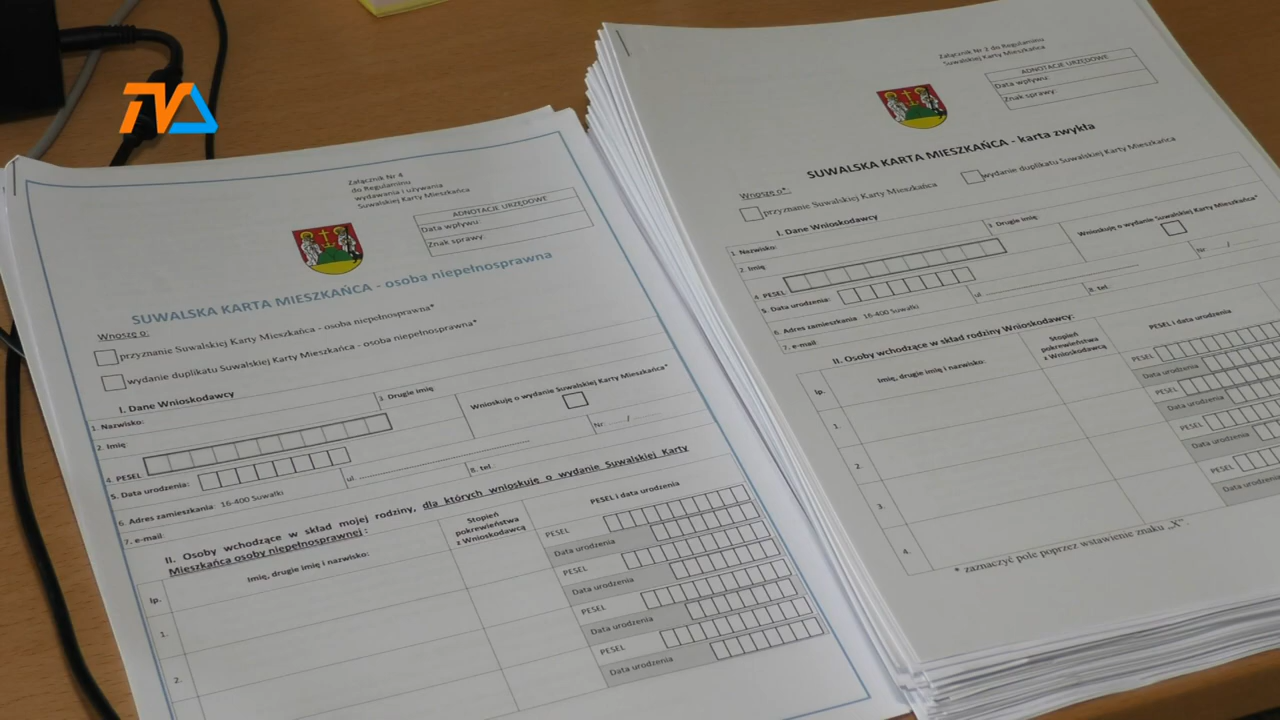 TVA
Załącznik Nr 4
do Regulaminu
wydawania i używania
Suwalskiej Karty Mieszkańca
ADNOTACJE URZĘDOWE
Data wpływu:
Znak sprawy:
SUWALSKA KARTA MIESZKAŃCA - osoba niepełnosprawna
Wnoszę o:
przyznanie Suwalskiej Karty Mieszkańca - osoba niepełnosprawna*
wydanie duplikatu Suwalskiej Karty Mieszkańca - osoba niepełnosprawna*
I. Dane Wnioskodawcy
1. Nazwisko:
2. Imię
3. Drugie imię
Wnioskuję o wydanie Suwalskiej Karty Mieszkańca*
4. PESEL
5. Data urodzenia:
6. Adres zamieszkania 16-400 Suwałki
ul.
Nr /
7. e-mail:
8. tel.
II. Osoby wchodzące w skład mojej rodziny, dla których wnioskuję o wydanie Suwalskiej Karty
Mieszkańca osoby niepełnosprawnej :
lp.
Imię, drugie imię i nazwisko:
Stopień
pokrewieństwa
z Wnioskodawcą
PESEL i data urodzenia
1.
PESEL
Data urodzenia
PESEL
Data urodzenia
2.
PESEL
Data urodzenia
PESEL
Data urodzenia
Załącznik Nr 2 do Regulaminu
Suwalskiej Karty Mieszkańca
ADNOTACJE URZĘDOWE
Data wpływu:
Znak sprawy:
SUWALSKA KARTA MIESZKAŃCA - karta zwykła
Wnoszę o*:
przyznanie Suwalskiej Karty Mieszkańca
wydanie duplikatu Suwalskiej Karty Mieszkańca
I. Dane Wnioskodawcy
1. Nazwisko:
2. Imię
3. Drugie imię:
Wnioskuję o wydanie Suwalskiej Karty Mieszkańca*
4. PESEL
5. Data urodzenia:
6. Adres zamieszkania 16-400 Suwałki
ul.
Nr /
7. e-mail:
8. tel.
II. Osoby wchodzące w skład rodziny Wnioskodawcy:
lp.
Imię, drugie imię i nazwisko:
Stopień
pokrewieństwa
z Wnioskodawcą
PESEL i data urodzenia
1.
PESEL
Data urodzenia
2.
PESEL
Data urodzenia
3.
PESEL
Data urodzenia
4.
PESEL
Data urodzenia
* zaznaczyć pole poprzez wstawienie znaku „X”.